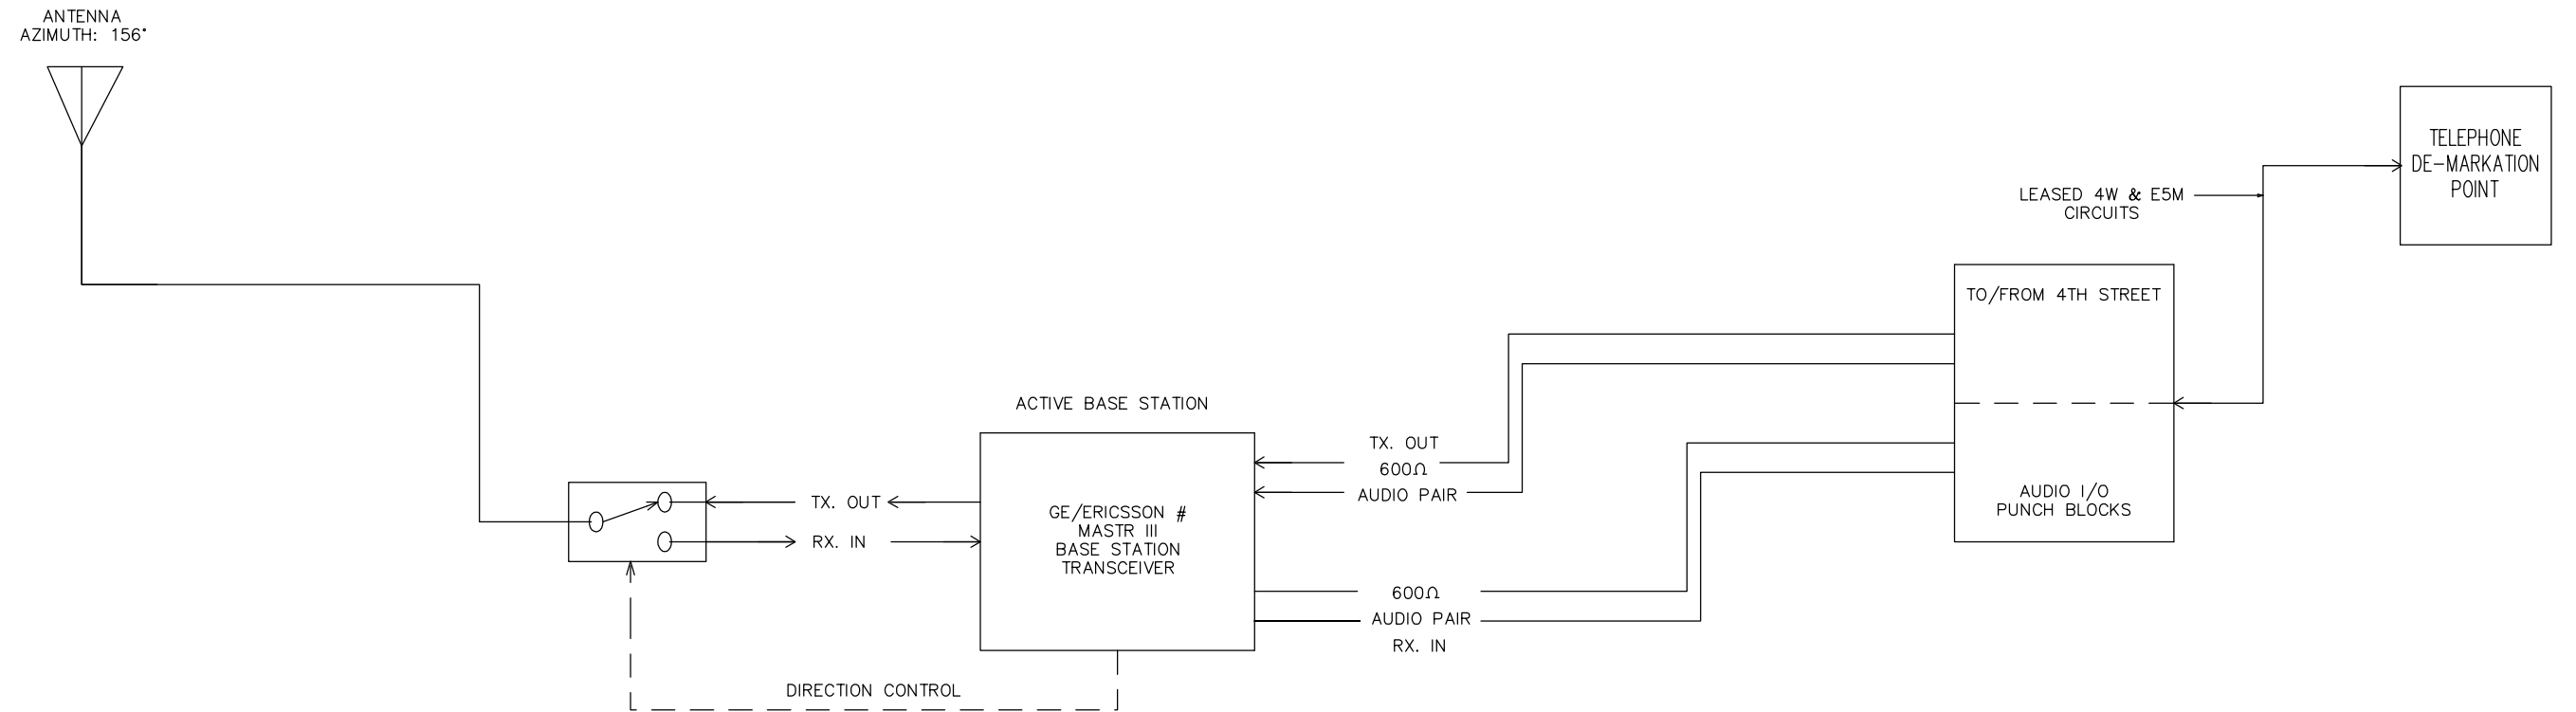 ANTENNA
AZIMUTH: 156°
TELEPHONE
DE-MARKATION
POINT
LEASED 4W & E5M
CIRCUITS
TO/FROM 4TH STREET
ACTIVE BASE STATION
TX. OUT
600Ω
AUDIO PAIR
AUDIO I/O
PUNCH BLOCKS
TX. OUT
RX. IN
GE/ERICSSON #
MASTR III
BASE STATION
TRANSCEIVER
600Ω
AUDIO PAIR
RX. IN
DIRECTION CONTROL